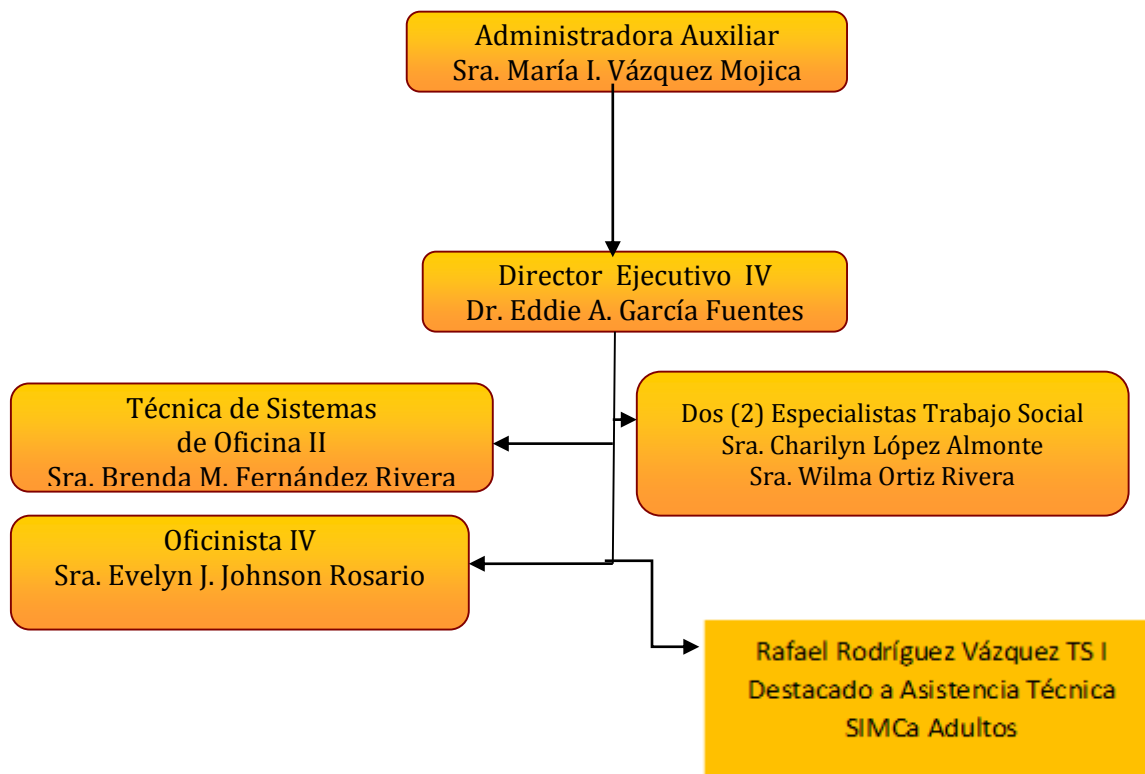 Administradora Auxiliar
Sra. María I. Vázquez Mojica
Director Ejecutivo IV
Dr. Eddie A. García Fuentes
Técnica de Sistemas
de Oficina II
Sra. Brenda M. Fernández Rivera
Dos (2) Especialistas Trabajo Social
Sra. Charilyn López Almonte
Sra. Wilma Ortiz Rivera
Oficinista IV
Sra. Evelyn J. Johnson Rosario
Rafael Rodríguez Vázquez TS I
Destacado a Asistencia Técnica
SIMCa Adultos